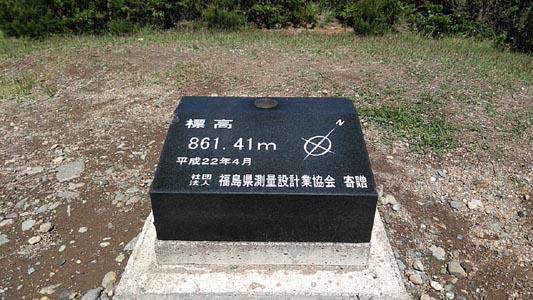 標高
N
861.41m
平成22年4月
社団法人 福島県測量設計業協会 寄贈